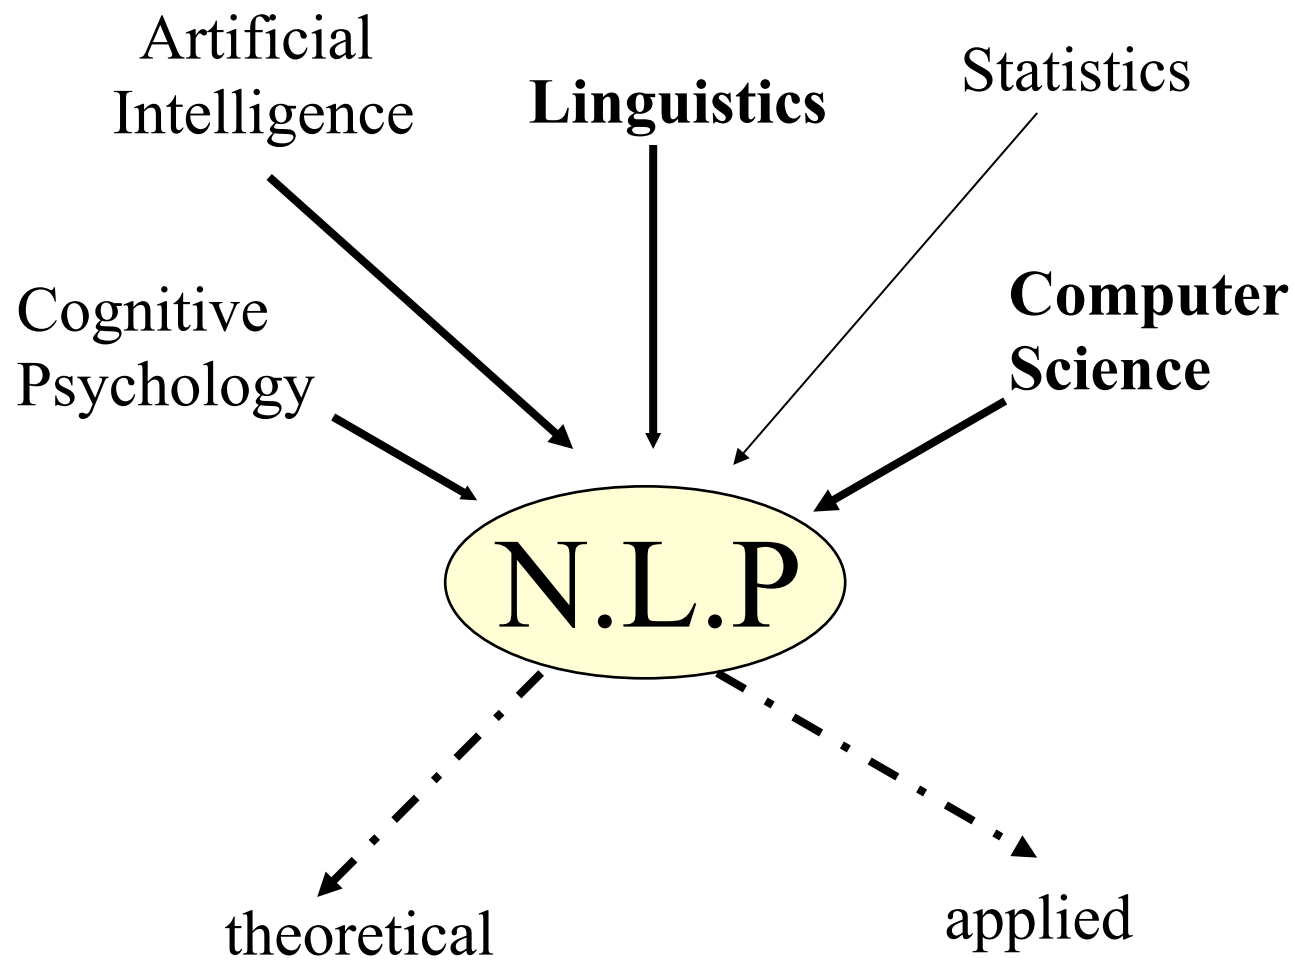 Artificial
Intelligence
Linguistics
Statistics
Cognitive
Psychology
Computer
Science
N.L.P
theoretical
applied